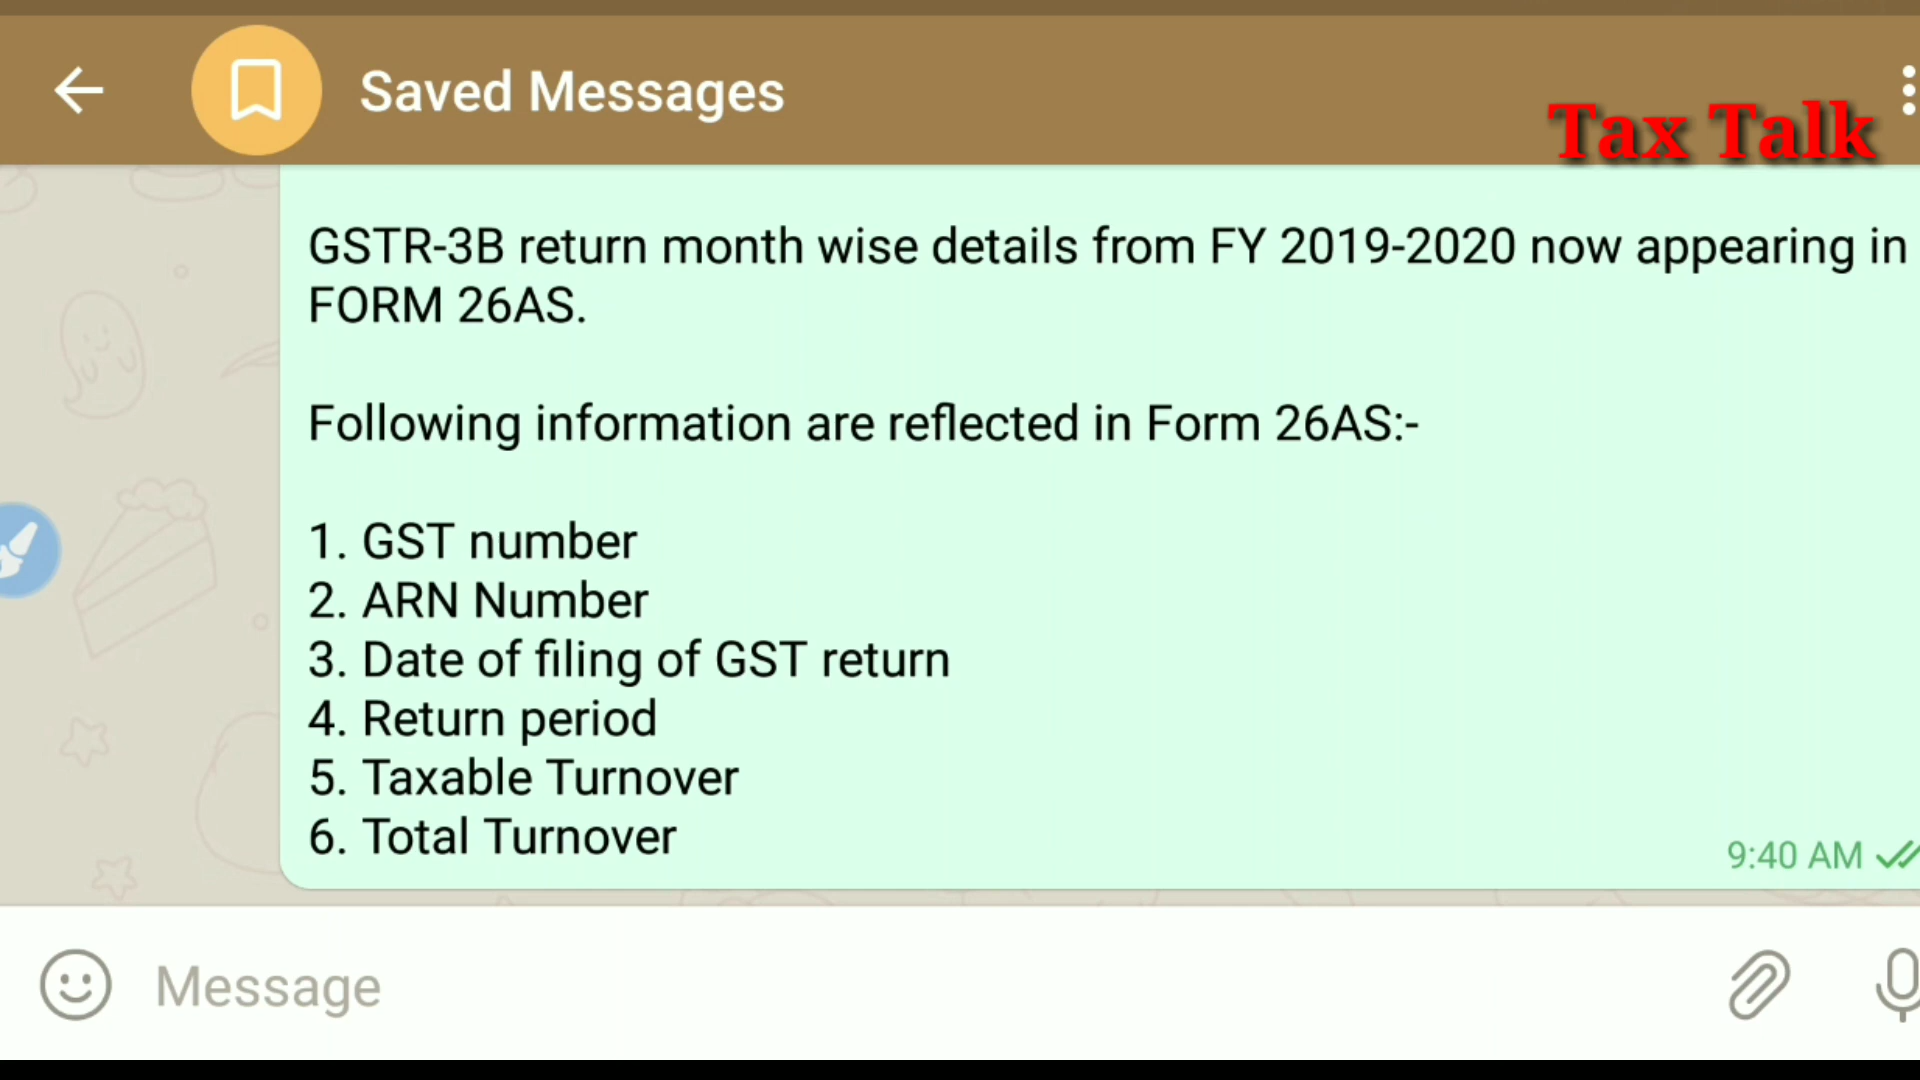 Saved Messages
Tax Talk
GSTR-3B return month wise details from FY 2019-2020 now appearing in
FORM 26AS.
Following information are reflected in Form 26AS:-
1. GST number
2. ARN Number
3. Date of filing of GST return
4. Return period
5. Taxable Turnover
6. Total Turnover
9:40 AM
Message